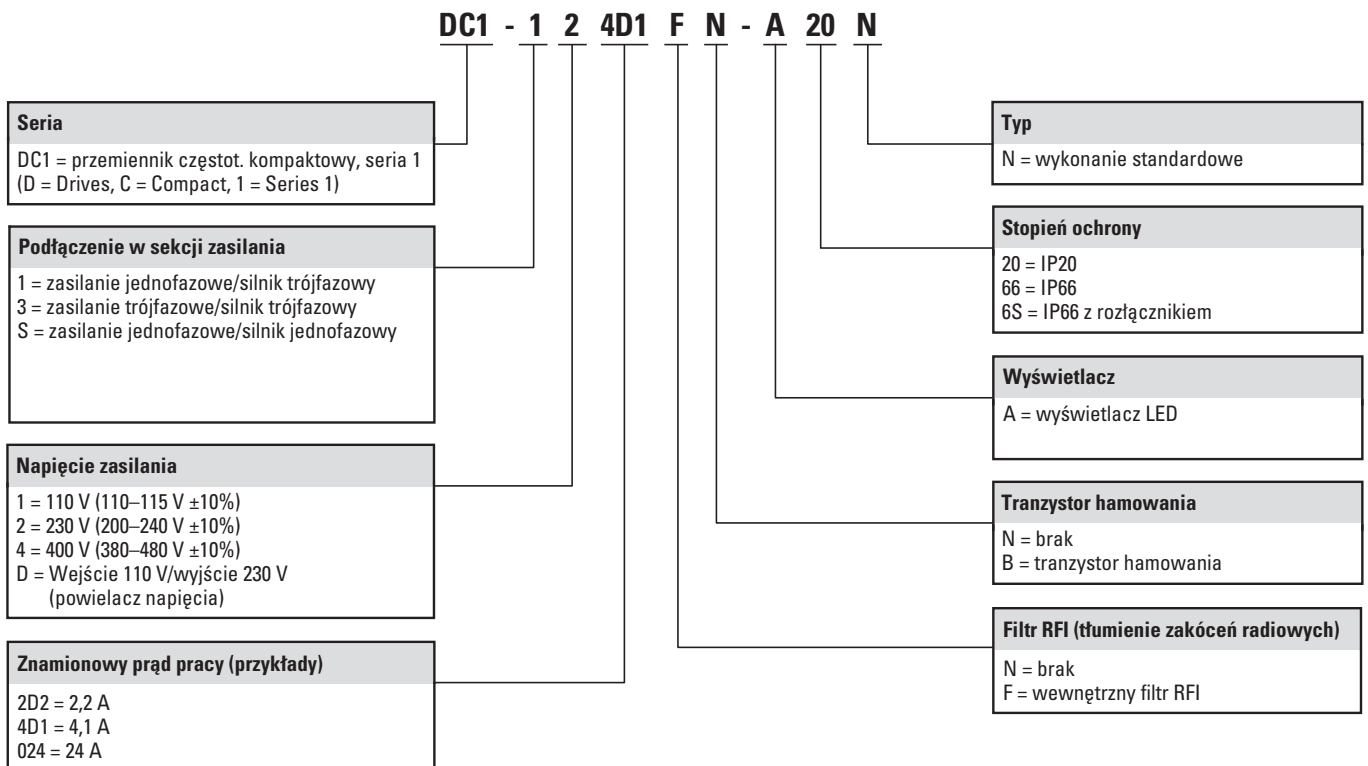 DC1 - 1 2 4D1 F N - A 20 N
Seria
DC1 = przemiennik częstot. kompaktowy, seria 1
(D = Drives, C = Compact, 1 = Series 1)
Podłączenie w sekcji zasilania
1 = zasilanie jednofazowe/silnik trójfazowy
3 = zasilanie trójfazowe/silnik trójfazowy
S = zasilanie jednofazowe/silnik jednofazowy
Napięcie zasilania
1 = 110 V (110–115 V ±10%)
2 = 230 V (200–240 V ±10%)
4 = 400 V (380–480 V ±10%)
D = Wejście 110 V/wyjście 230 V
(powielacz napięcia)
Znamionowy prąd pracy (przykłady)
2D2 = 2,2 A
4D1 = 4,1 A
024 = 24 A
Typ
N = wykonanie standardowe
Stopień ochrony
20 = IP20
66 = IP66
6S = IP66 z rozłącznikiem
Wyświetlacz
A = wyświetlacz LED
Tranzystor hamowania
N = brak
B = tranzystor hamowania
Filtr RFI (tłumienie zakóceń radiowych)
N = brak
F = wewnętrzny filtr RFI